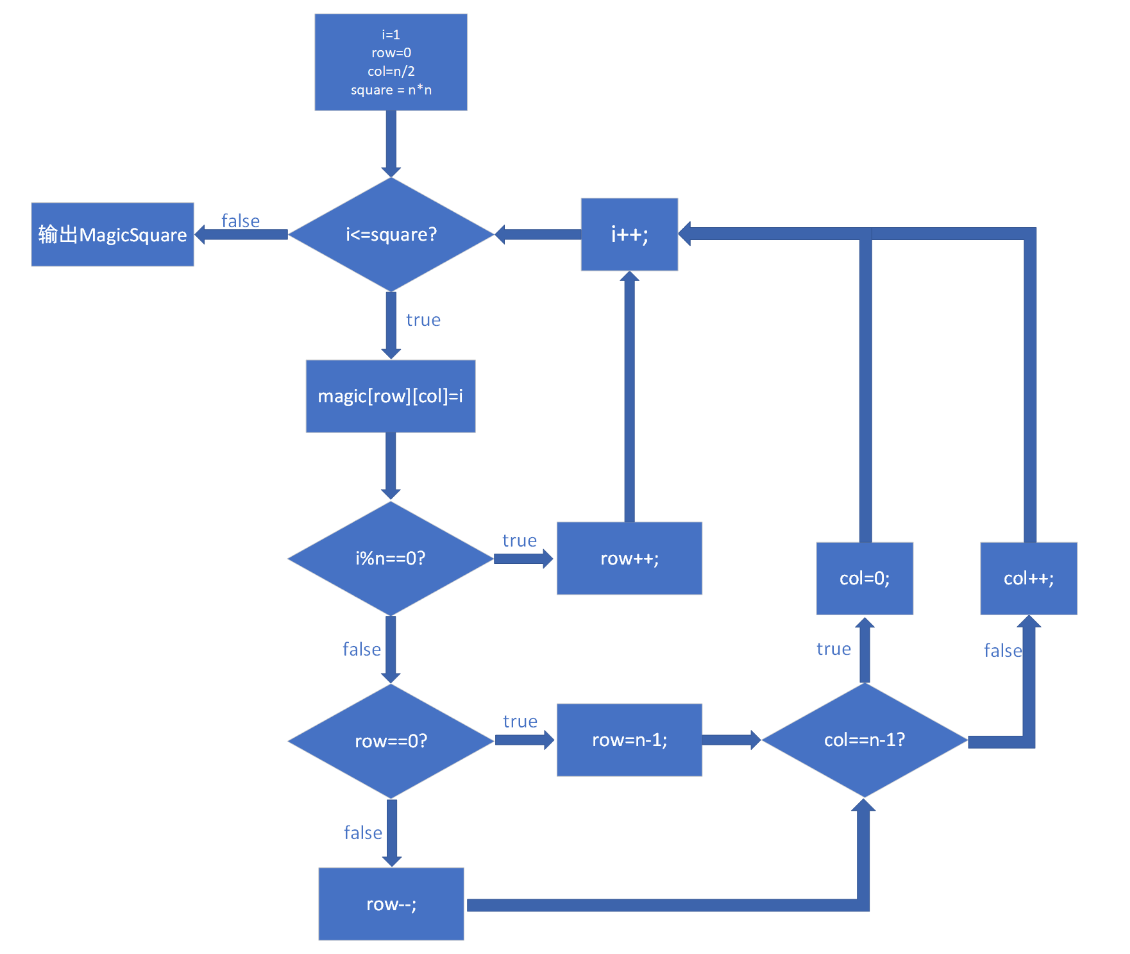 i=1
row=0
col=n/2
square = n*n
输出MagicSquare
false
i<=square?
i++;
true
magic[row][col]=i
i%n==0?
true
row++;
col=0;
col++;
false
true
false
row==0?
true
row=n-1;
col==n-1?
false
row--;